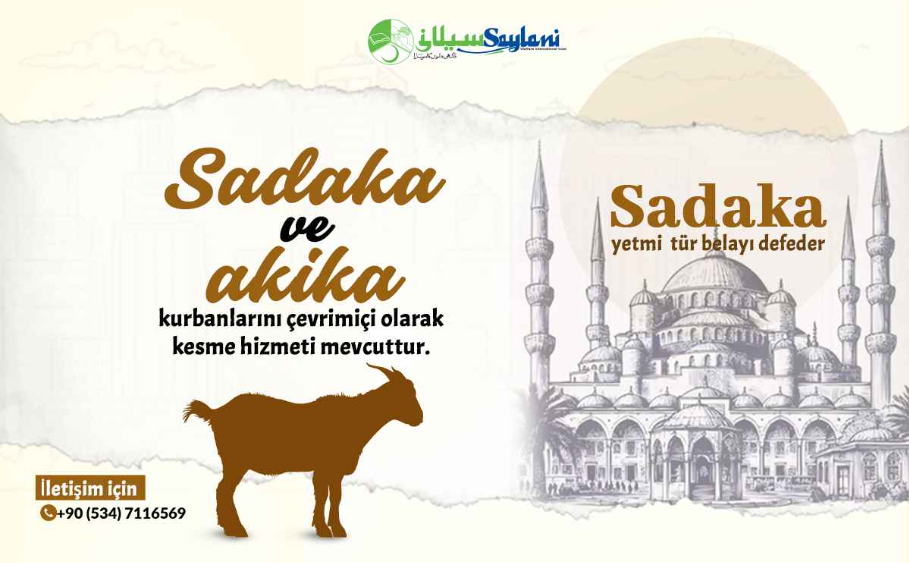 سیلانی Saylani
Sadaka
ve
akika
kurbanlarını çevrimiçi olarak
kesme hizmeti mevcuttur.
Sadaka
yetmi tür belayı defeder
İletişim için
+90 (534) 7116569